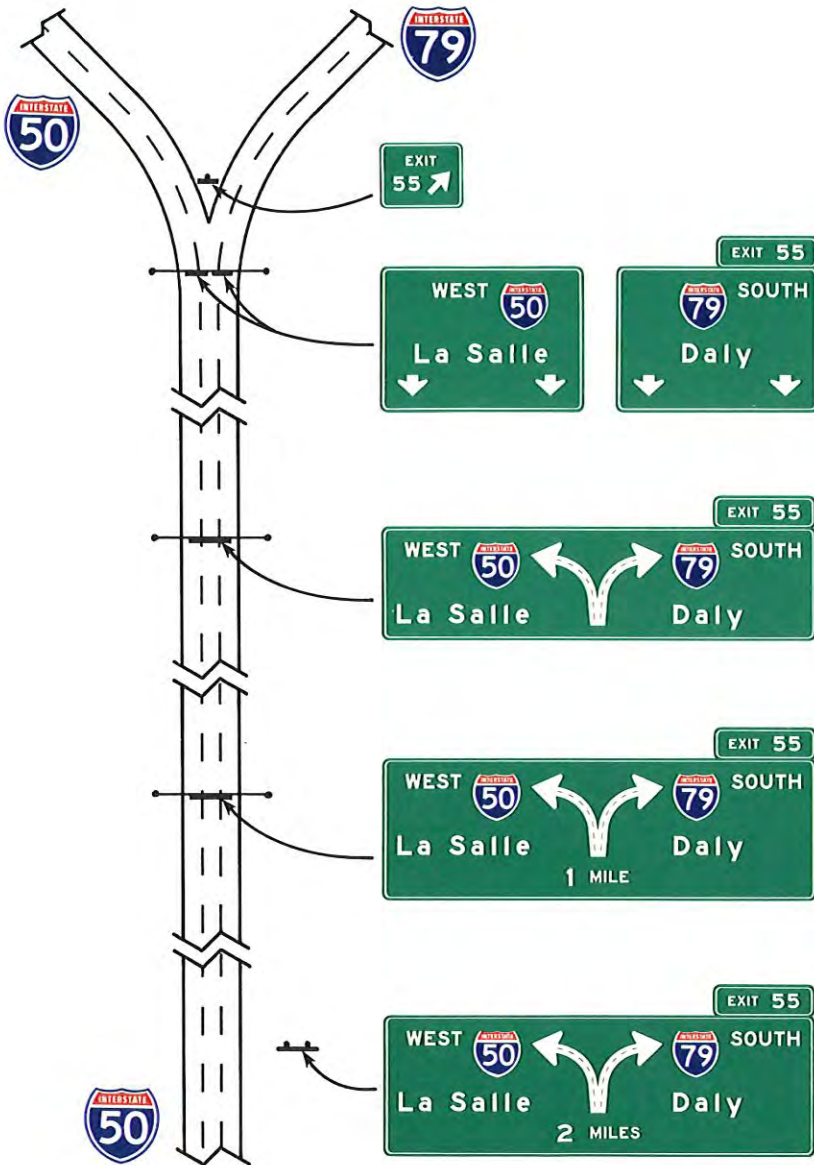 INTERSTATE
79
INTERSTATE
50
EXIT
55
EXIT 55
WEST INTERSTATE 50
La Salle
INTERSTATE 79 SOUTH
Daly
EXIT 55
WEST INTERSTATE 50 INTERSTATE 79 SOUTH
La Salle Daly
EXIT 55
WEST INTERSTATE 50 INTERSTATE 79 SOUTH
La Salle Daly
1 MILE
EXIT 55
WEST INTERSTATE 50 INTERSTATE 79 SOUTH
La Salle Daly
2 MILES
INTERSTATE
50